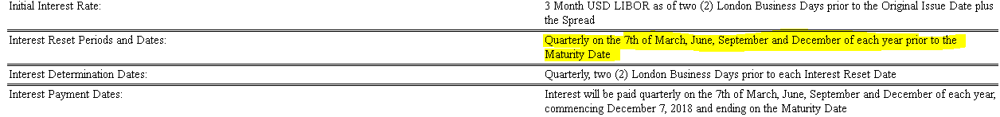 Initial Interest Rate: 3 Month USD LIBOR as of two (2) London Business Days prior to the Original Issue Date plus
the Spread
Interest Reset Periods and Dates: Quarterly on the 7th of March, June, September and December of each year prior to the
Maturity Date
Interest Determination Dates: Quarterly, two (2) London Business Days prior to each Interest Reset Date
Interest Payment Dates: Interest will be paid quarterly on the 7th of March, June, September and December of each year,
commencing December 7, 2018 and ending on the Maturity Date